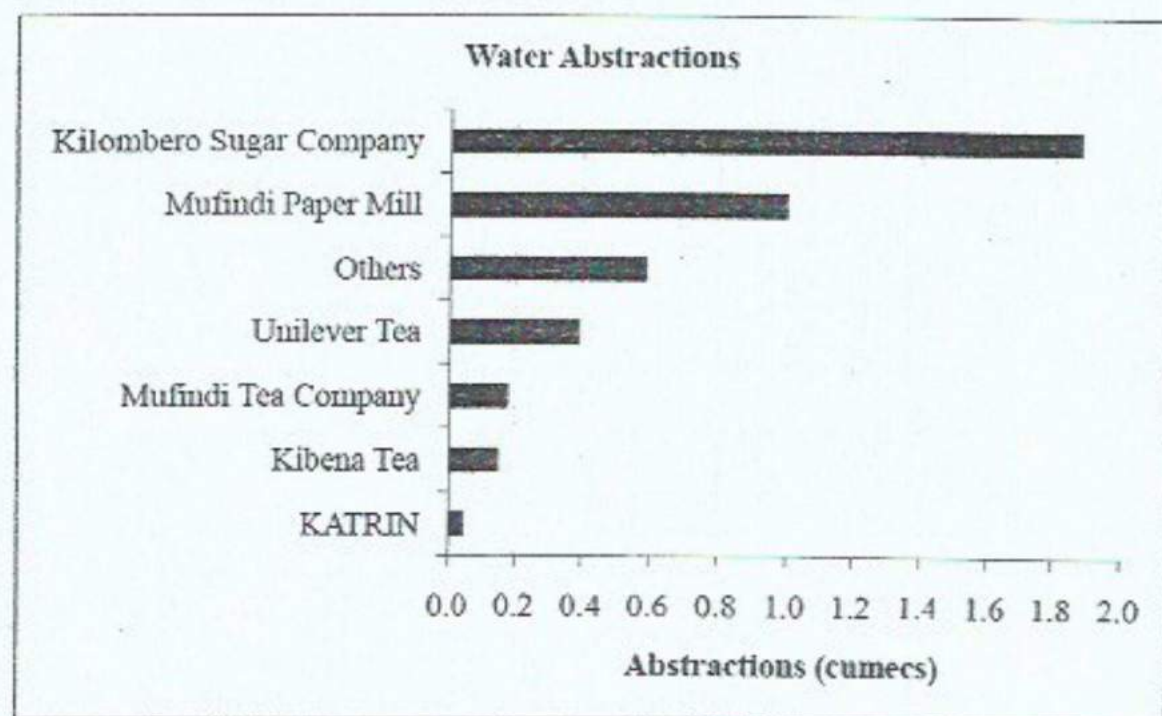 Water Abstractions
Kilombero Sugar Company
Mufindi Paper Mill
Others
Unilever Tea
Mufindi Tea Company
Kibena Tea
KATRIN
0.0 0.2 0.4 0.6 0.8 1.0 1.2 1.4 1.6 1.8 2.0
Abstractions (cumecs)